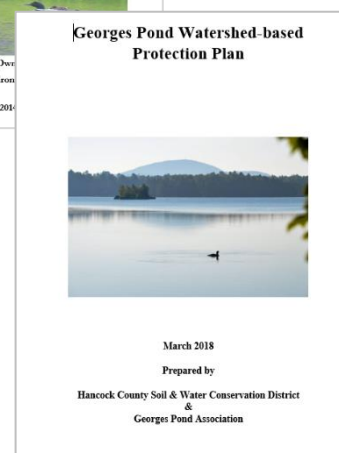 Georges Pond Watershed-based
Protection Plan
March 2018
Prepared by
Hancock County Soil & Water Conservation District
&
Georges Pond Association